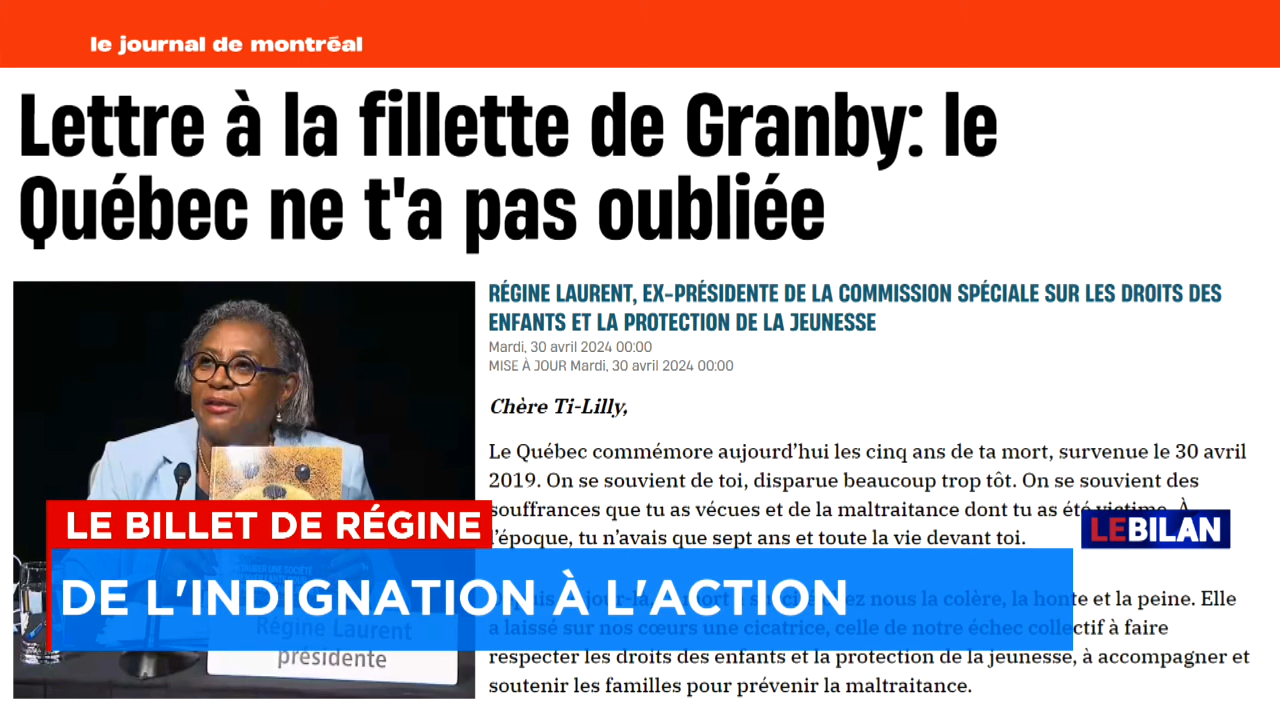 le journal de montréal
Lettre à la fillette de Granby: le
Québec ne t'a pas oubliée
RÉGINE LAURENT, EX-PRÉSIDENTE DE LA COMMISSION SPÉCIALE SUR LES DROITS DES
ENFANTS ET LA PROTECTION DE LA JEUNESSE
Mardi, 30 avril 2024 00:00
MISE À JOUR Mardi, 30 avril 2024 00:00
Chère Ti-Lilly,
Le Québec commémore aujourd'hui les cinq ans de ta mort, survenue le 30 avril
2019. On se souvient de toi, disparue beaucoup trop tôt. On se souvient des
souffrances que tu as vécues et de la maltraitance dont tu as été victime. À
l'époque, tu n'avais que sept ans et toute la vie devant toi.
LE BILLET DE RÉGINE
LEBILAN
DE L'INDIGNATION À L'ACTION
Depuis jour-là, mort a suscité chez nous la colère, la honte et la peine. Elle
a laissé sur nos cœurs une cicatrice, celle de notre échec collectif à faire
respecter les droits des enfants et la protection de la jeunesse, à accompagner et
soutenir les familles pour prévenir la maltraitance.
Régine Laurent
présidente